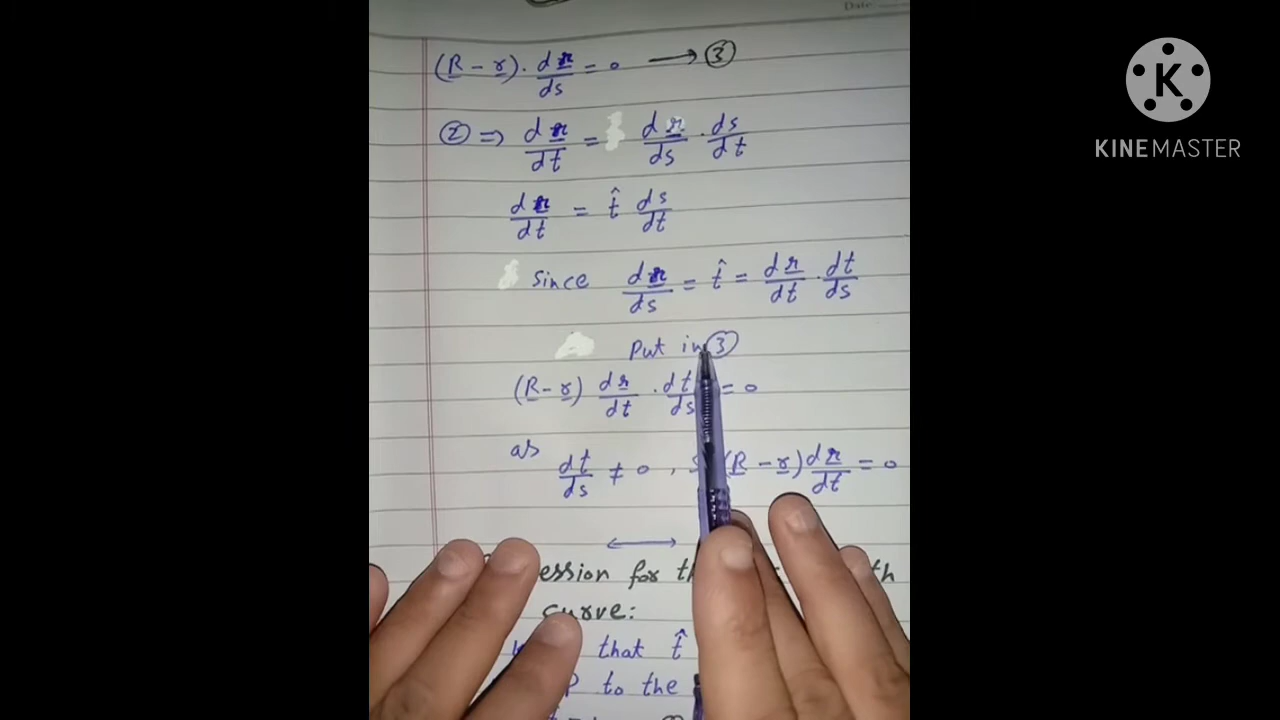 Date:
(R - r). dr/ds = 0 → ③
② ⇒ dr/dt = dr/ds . ds/dt
dr/dt = t̂ ds/dt
since dr/ds = t̂ = dr/dt . dt/ds
Put in ③
(R - r) dr/dt . dt/ds = 0
as dt/ds ≠ 0 , (R - r) dr/dt = 0
for
curve:
that t̂
P to the
K
KINEMASTER